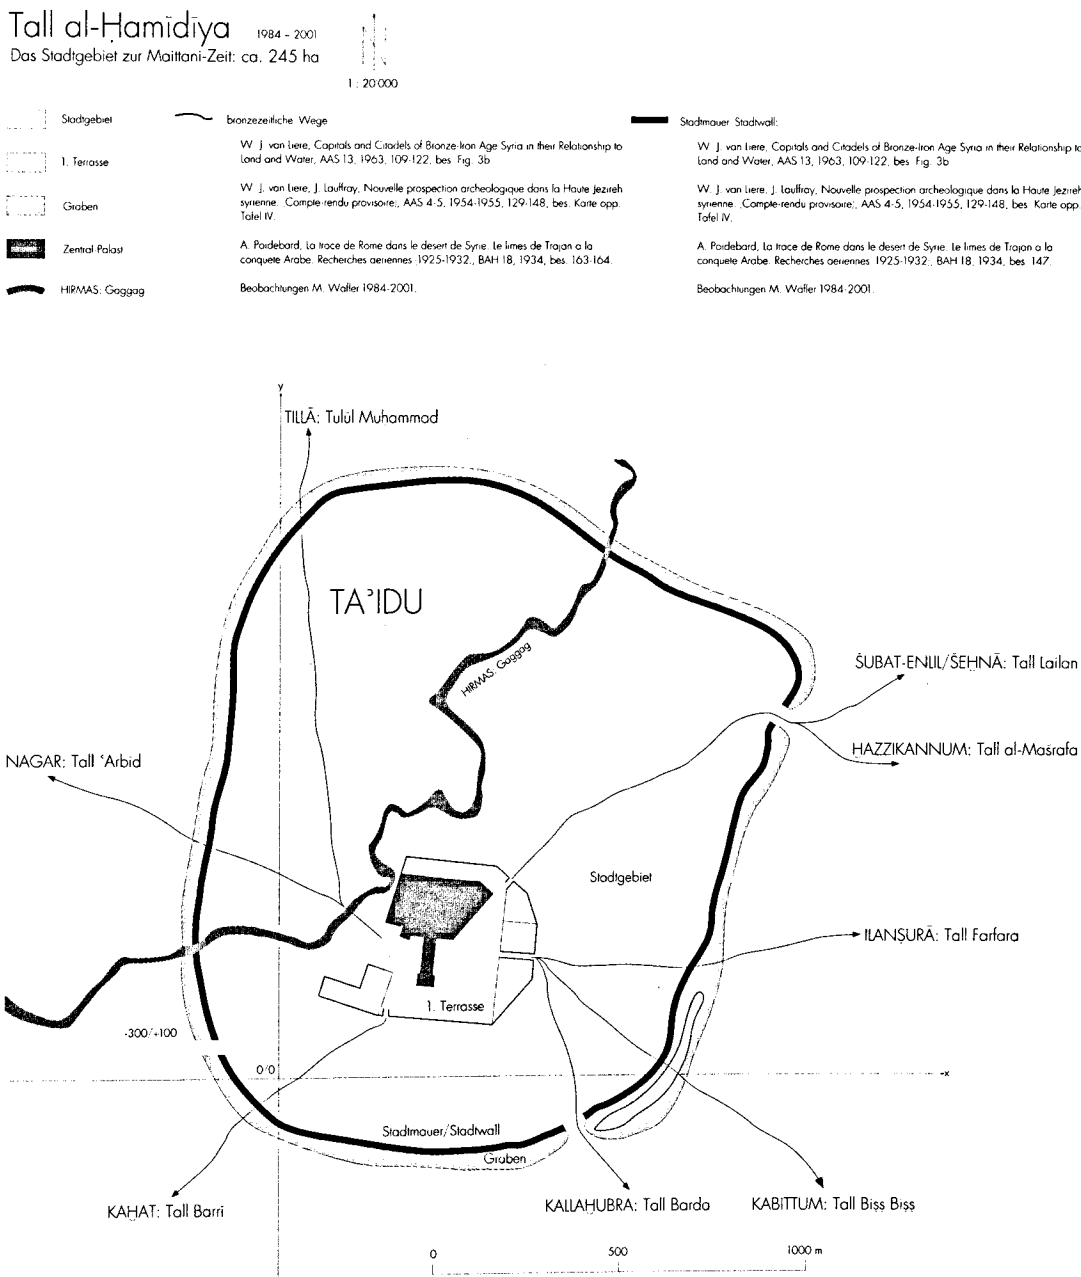 Tall al-Ḥamīdīya 1984 - 2001
Das Stadtgebiet zur Maittani-Zeit: ca. 245 ha
1 : 20'000
Stadtgebiet
1. Terrasse
Graben
Zentral-Palast
HIRMAS: Gaggag
bronzezeitliche Wege
W. J. van Liere, Capitals and Citadels of Bronze-Iron Age Syria in their Relationship to
Land and Water, AAS 13, 1963, 109-122, bes. Fig. 3b
W. J. van Liere, J. Lauffray, Nouvelle prospection archeologique dans la Haute Jezireh
syrienne. ,Compte-rendu provisoire;, AAS 4-5, 1954-1955, 129-148, bes. Karte opp.
Tafel IV.
A. Poidebard, La trace de Rome dans le desert de Syrie. Le limes de Trajan a la
conquete Arabe. Recherches aeriennes ;1925-1932;, BAH 18, 1934, bes. 163-164.
Beobachtungen M. Wäfler 1984-2001.
Stadtmauer Stadtwall:
W. J. van Liere, Capitals and Citadels of Bronze-Iron Age Syria in their Relationship to
Land and Water, AAS 13, 1963, 109-122, bes. Fig. 3b
W. J. van Liere, J. Lauffray, Nouvelle prospection archeologique dans la Haute Jezireh
syrienne. ,Compte-rendu provisoire;, AAS 4-5, 1954-1955, 129-148, bes. Karte opp.
Tafel IV.
A. Poidebard, La trace de Rome dans le desert de Syrie. Le limes de Trajan a la
conquete Arabe. Recherches aeriennes ;1925-1932;, BAH 18, 1934, bes. 147.
Beobachtungen M. Wäfler 1984-2001.
y
TILLĀ: Tulūl Muḥammad
TAʾIDU
HIRMAS: Gaggag
ŠUBAT-ENLIL/ŠEḪNĀ: Tall Lailan
HAZZIKANNUM: Tall al-Mašrafa
NAGAR: Tall ʿArbid
Stadtgebiet
ILANṢURĀ: Tall Farfara
1. Terrasse
-300/+100
0/0
x
Stadtmauer/Stadtwall
Graben
KAḪAT: Tall Barri
KALLAḪUBRA: Tall Barda
KABITTUM: Tall Biṣṣ Biṣṣ
0
500
1000 m